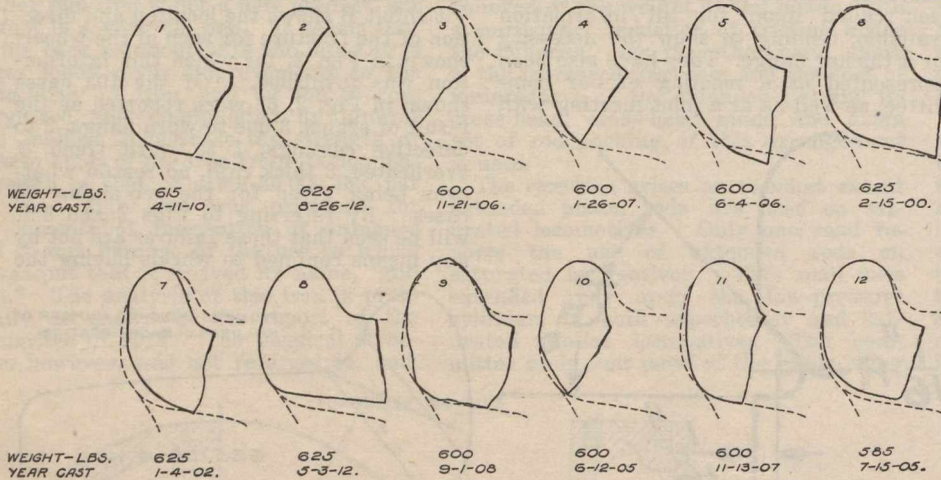 1 2 3 4 5 6
WEIGHT-LBS. 615 625 600 600 600 625
YEAR CAST. 4-11-10. 8-26-12. 11-21-06. 1-26-07. 6-4-06. 2-15-00.
7 8 9 10 11 12
WEIGHT-LBS. 625 625 600 600 600 585
YEAR CAST 1-4-02. 5-3-12. 9-1-08 6-12-05 11-13-07 7-15-05.